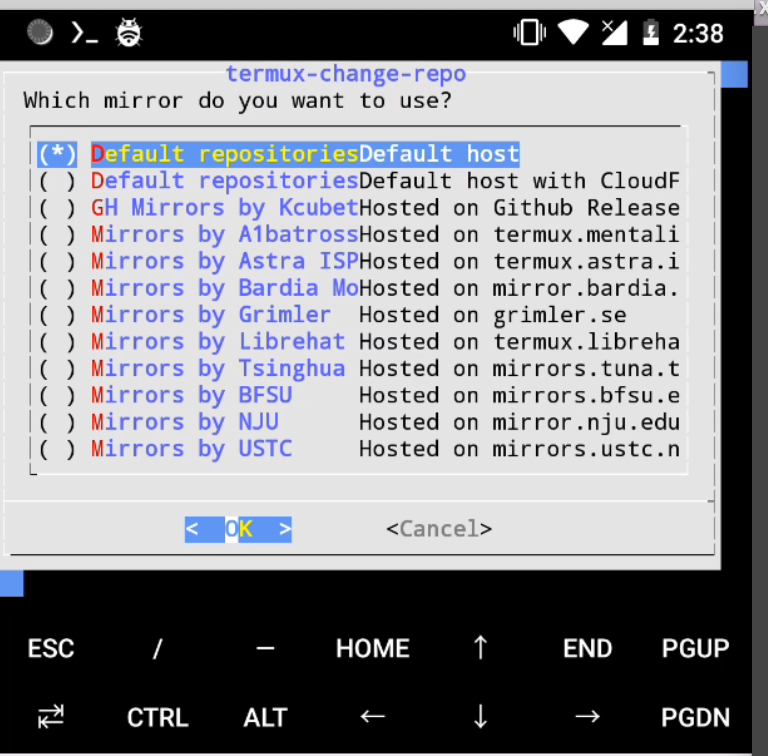 2:38
termux-change-repo
Which mirror do you want to use?
(*) Default repositoriesDefault host
( ) Default repositoriesDefault host with CloudF
( ) GH Mirrors by KcubetHosted on Github Release
( ) Mirrors by A1batrossHosted on termux.mentali
( ) Mirrors by Astra ISPHosted on termux.astra.i
( ) Mirrors by Bardia MoHosted on mirror.bardia.
( ) Mirrors by Grimler  Hosted on grimler.se
( ) Mirrors by Librehat Hosted on termux.libreha
( ) Mirrors by Tsinghua Hosted on mirrors.tuna.t
( ) Mirrors by BFSU     Hosted on mirrors.bfsu.e
( ) Mirrors by NJU      Hosted on mirror.nju.edu
( ) Mirrors by USTC     Hosted on mirrors.ustc.n
<  OK  > <Cancel>
ESC / — HOME ↑ END PGUP
CTRL ALT ← ↓ → PGDN